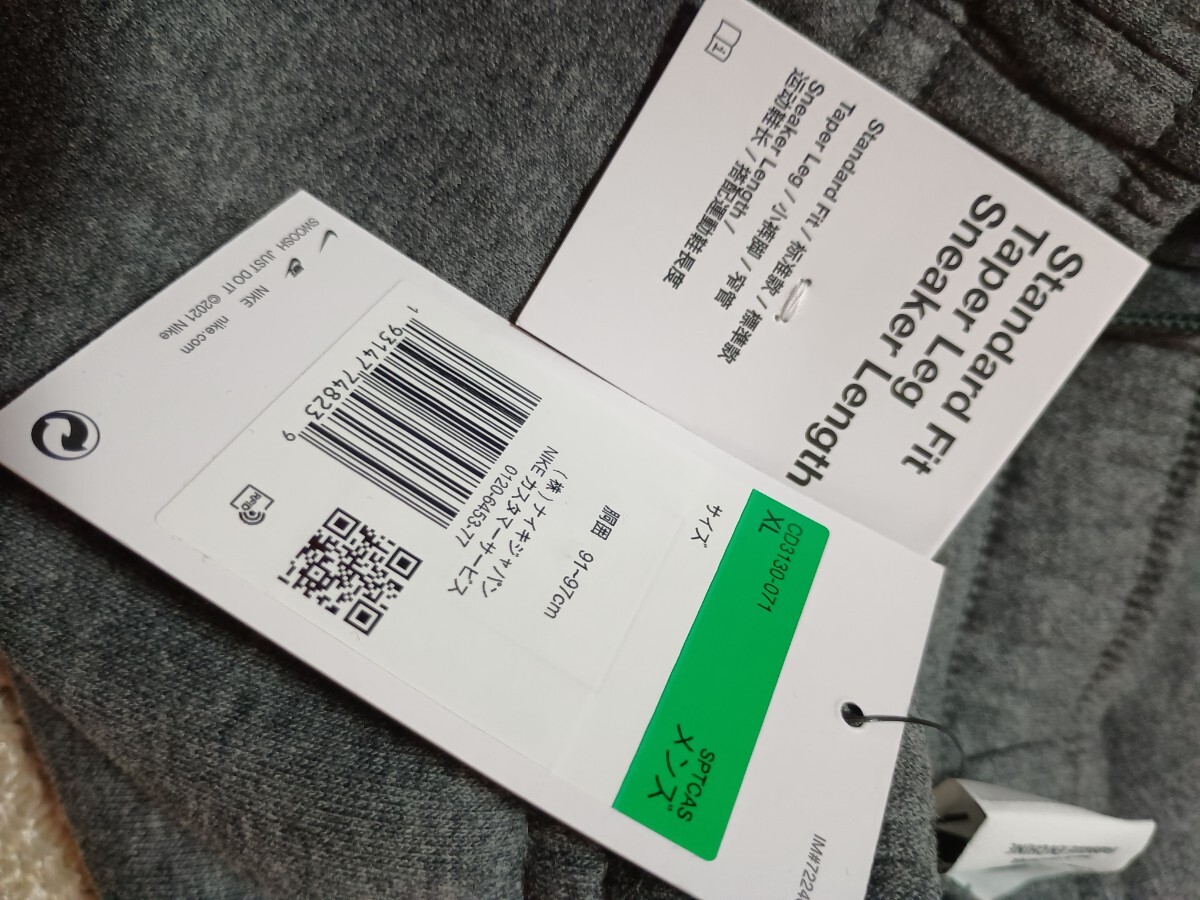 Standard Fit
Taper Leg
Sneaker Length
Standard Fit / 标准款 / 標準款
Taper Leg / 小裤脚 / 窄管
Sneaker Length /
运动鞋长 / 搭配運動鞋長度
1
CD3130-071
XL
SPTCAS
メンズ
サイズ
胴囲 91~97cm
(株)ナイキジャパン
NIKE カスタマーサービス
0120-6453-77
1 93147 74823 9
RFID
NIKE nike.com
SWOOSH JUST DO IT ©2021 Nike